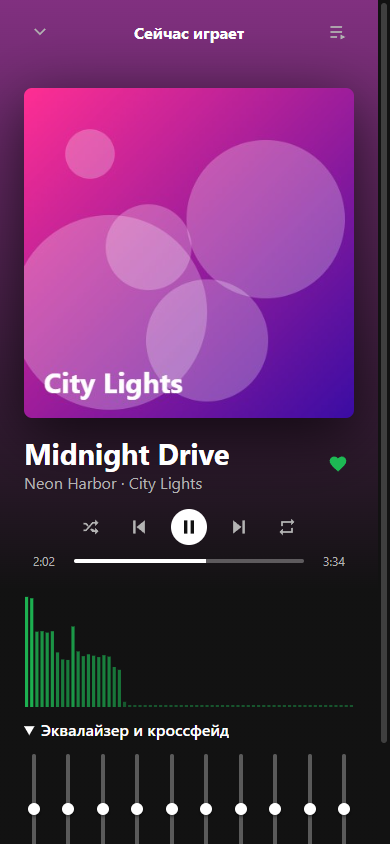 Сейчас играет
City Lights
Midnight Drive
Neon Harbor · City Lights
2:02
3:34
Эквалайзер и кроссфейд